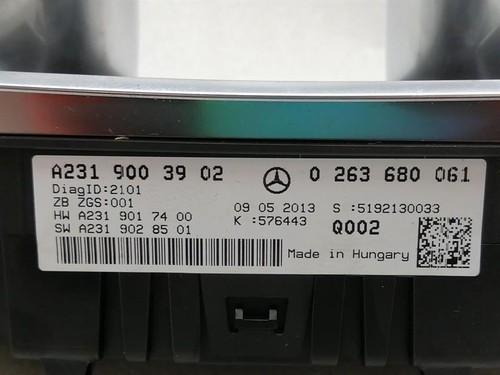 A231 900 39 02 0 263 680 061
DiagID:2101
ZB ZGS:001 09 05 2013 S :5192130033
HW A231 901 74 00 K :576443 Q002
SW A231 902 85 01
Made in Hungary